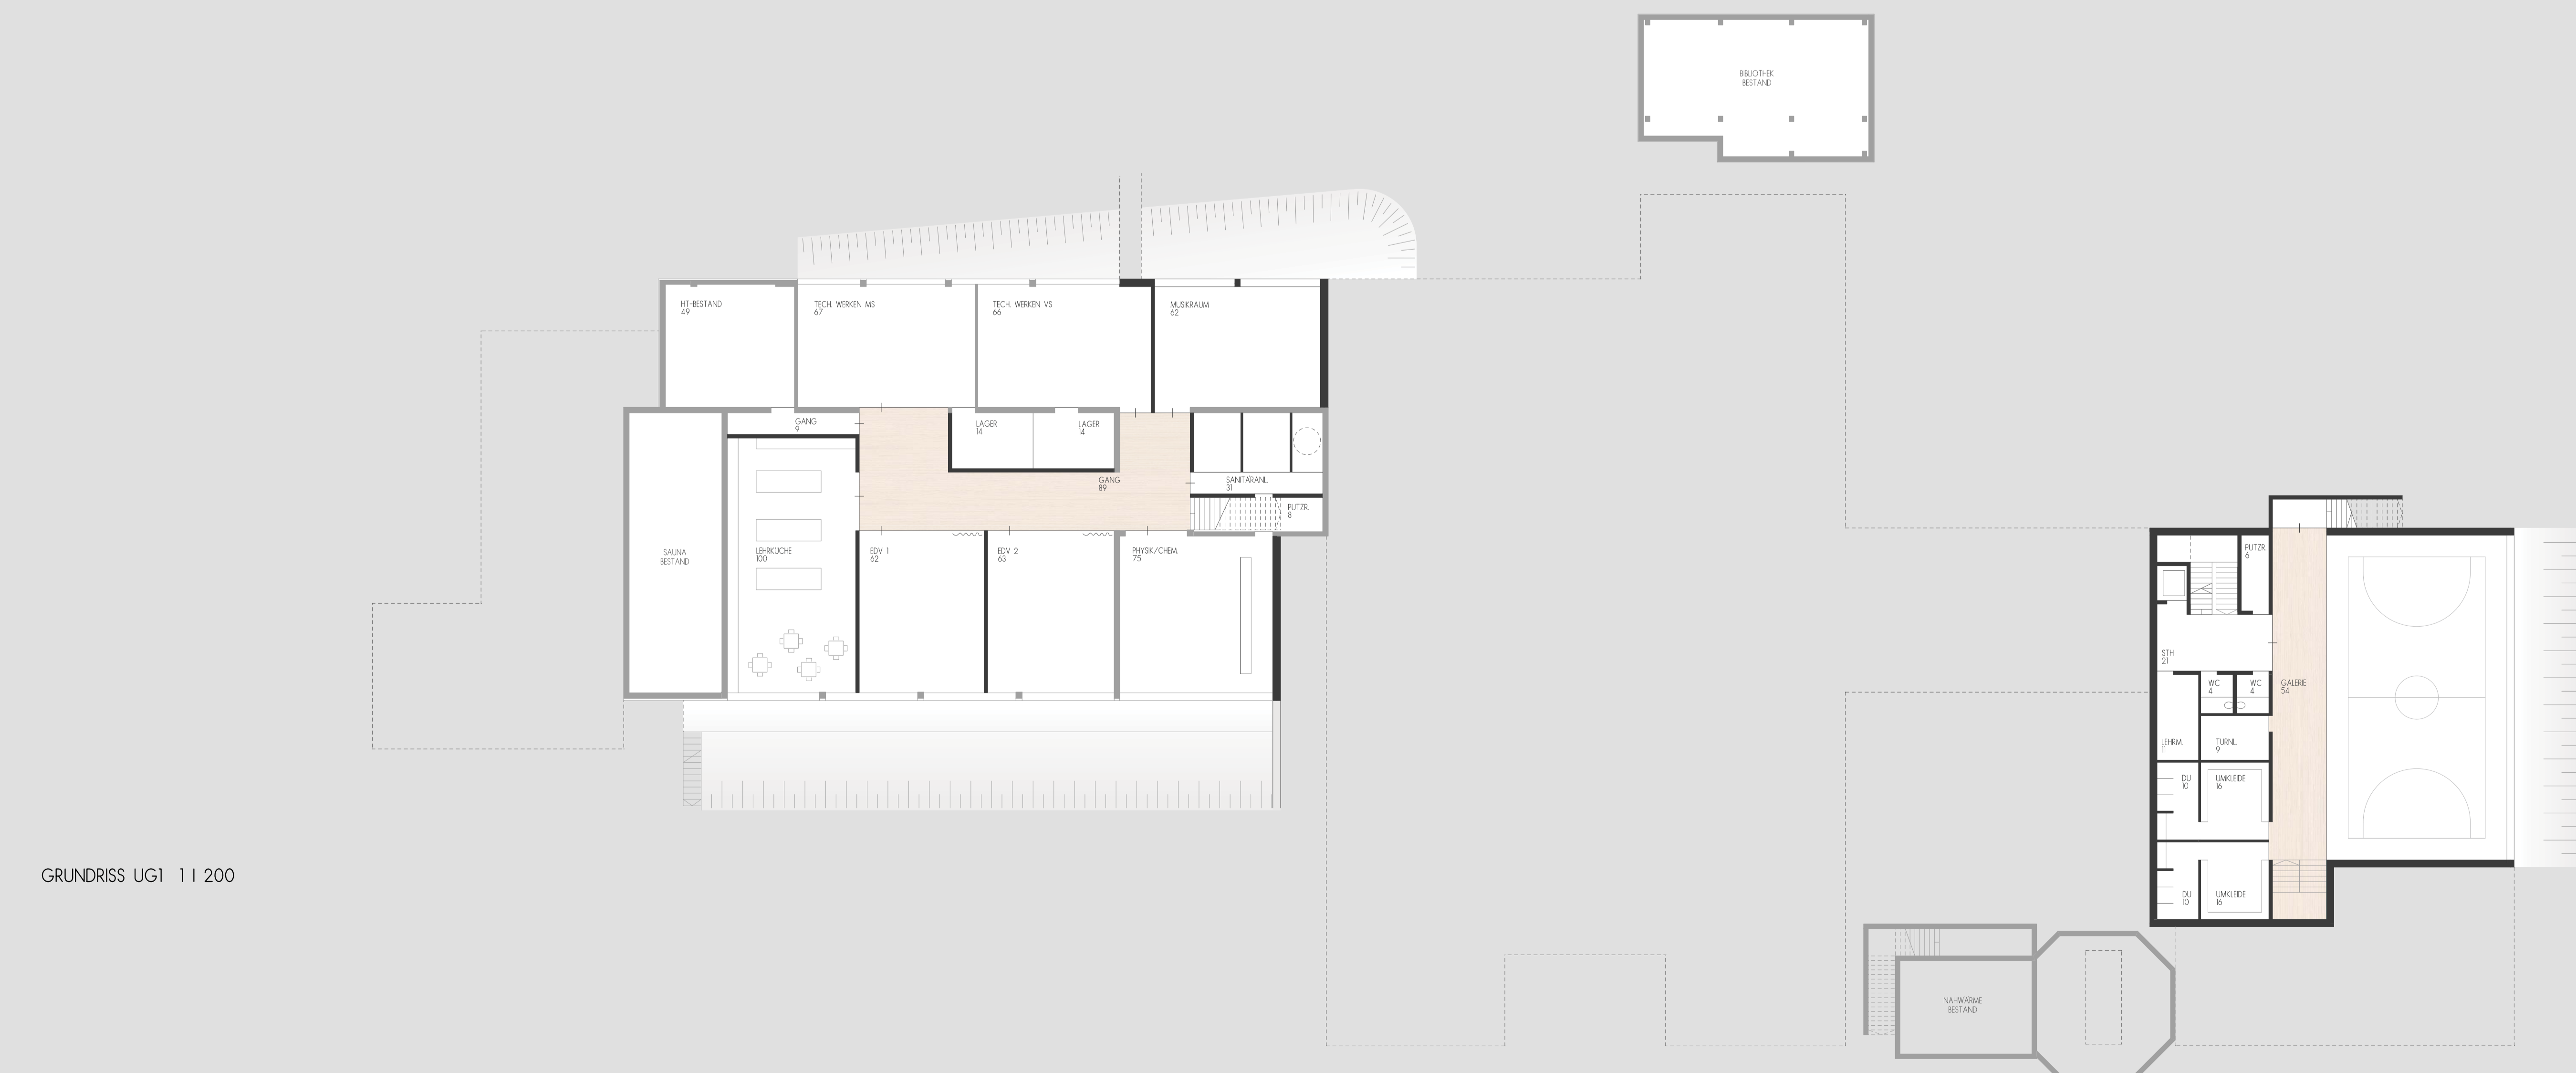 BIBLIOTHEK
BESTAND
HT-BESTAND
49
TECH. WERKEN MS
67
TECH. WERKEN VS
66
MUSIKRAUM
62
GANG
9
LAGER
14
LAGER
14
GANG
89
SANITÄRANL.
31
PUTZR.
8
SAUNA
BESTAND
LEHRKÜCHE
100
EDV 1
62
EDV 2
63
PHYSIK/CHEM.
75
PUTZR.
6
STH
21
WC
4
WC
4
GALERIE
54
LEHRM.
11
TURNL.
9
DU
10
UMKLEIDE
16
DU
10
UMKLEIDE
16
GRUNDRISS UG1 1 | 200
NAHWÄRME
BESTAND